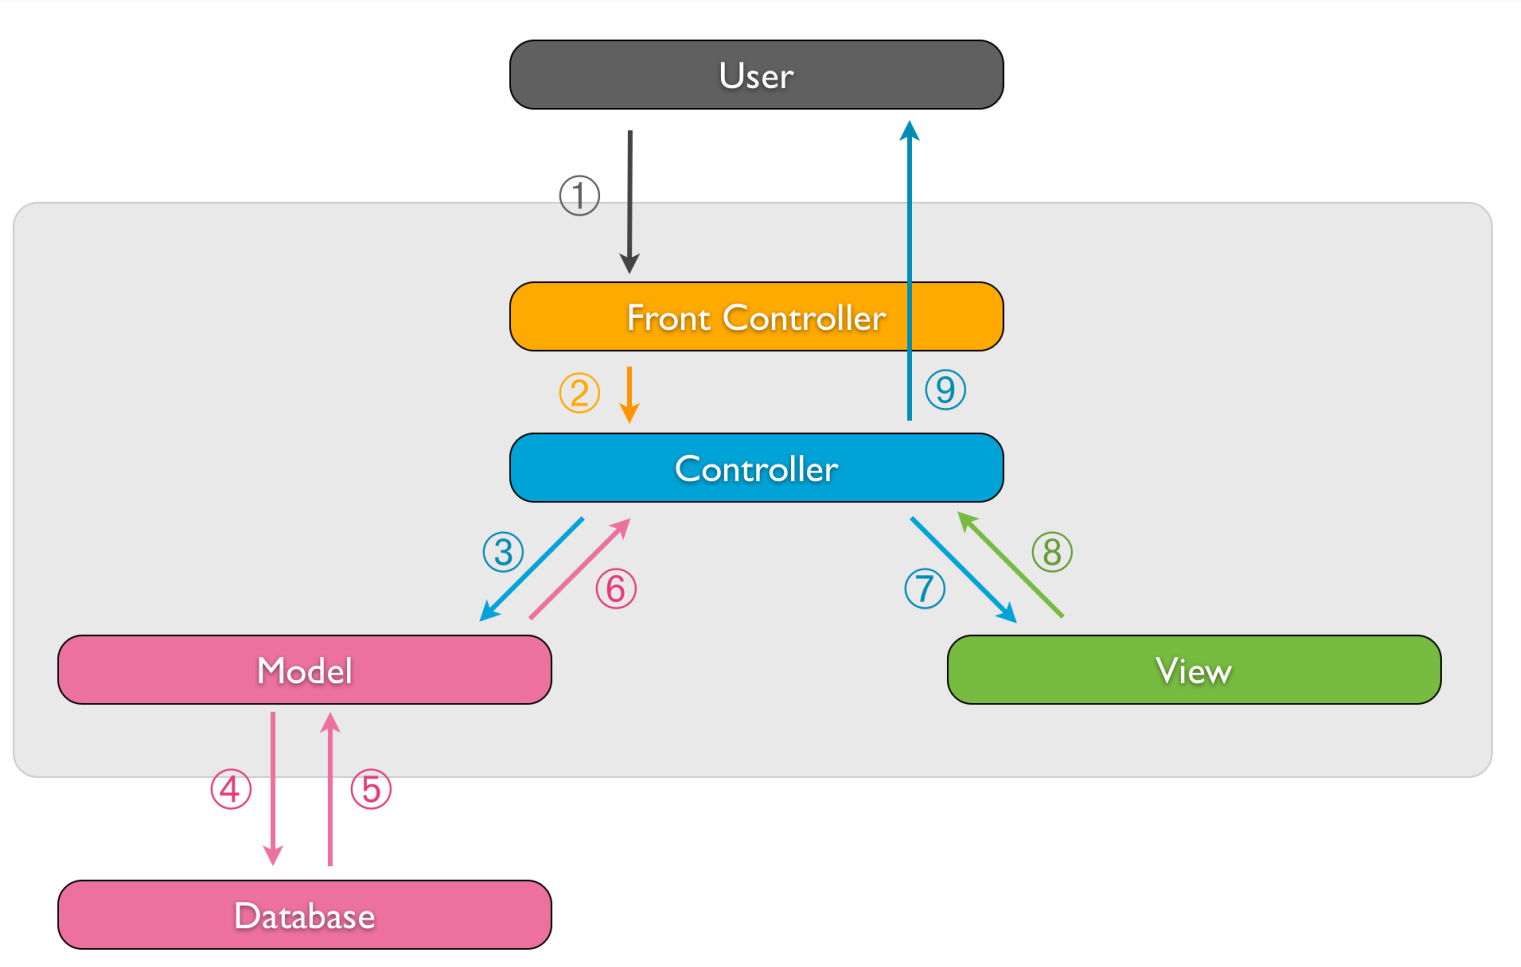 User
①
Front Controller
②
⑨
Controller
③
⑥
⑦
⑧
Model
View
④
⑤
Database